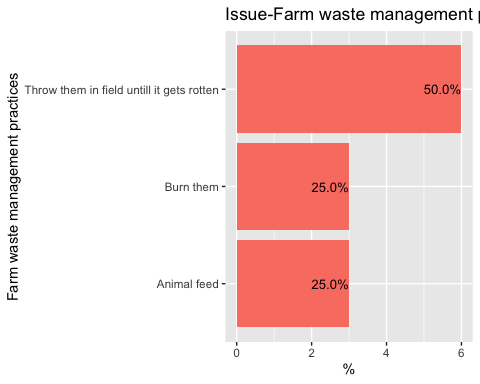 Issue-Farm waste management p
Farm waste management practices
Throw them in field untill it gets rotten
50.0%
Burn them
25.0%
Animal feed
25.0%
0 2 4 6
%